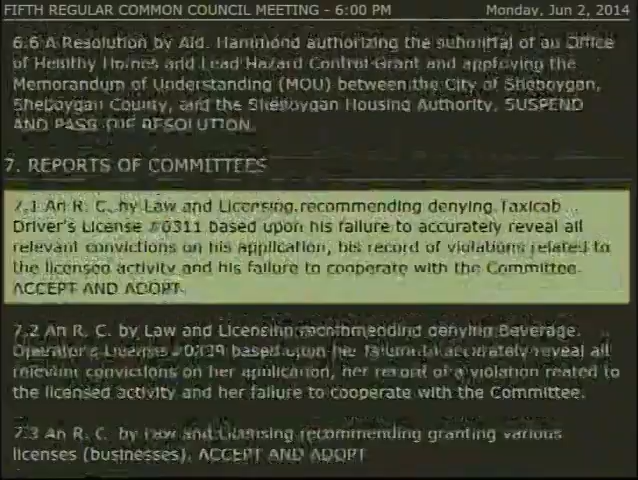 FIFTH REGULAR COMMON COUNCIL MEETING - 6:00 PM Monday, Jun 2, 2014
6.6 A Resolution by Ald. Hammond authorizing the submittal of an Office
of Healthy Homes and Lead Hazard Control Grant and approving the
Memorandum of Understanding (MOU) between the City of Sheboygan,
Sheboygan County, and the Sheboygan Housing Authority. SUSPEND
AND PASS THE RESOLUTION.
7. REPORTS OF COMMITTEES
7.1 An R. C. by Law and Licensing recommending denying Taxicab
Driver's License #0311 based upon his failure to accurately reveal all
relevant convictions on his application, his record of violations related to
the licensed activity and his failure to cooperate with the Committee.
ACCEPT AND ADOPT.
7.2 An R. C. by Law and Licensing recommending denying Beverage
Operator's License based upon her failure to accurately reveal all
relevant convictions on her application, her record of a violation related to
the licensed activity and her failure to cooperate with the Committee.
7.3 An R. C. by Law and Licensing recommending granting various
licenses (businesses). ACCEPT AND ADOPT